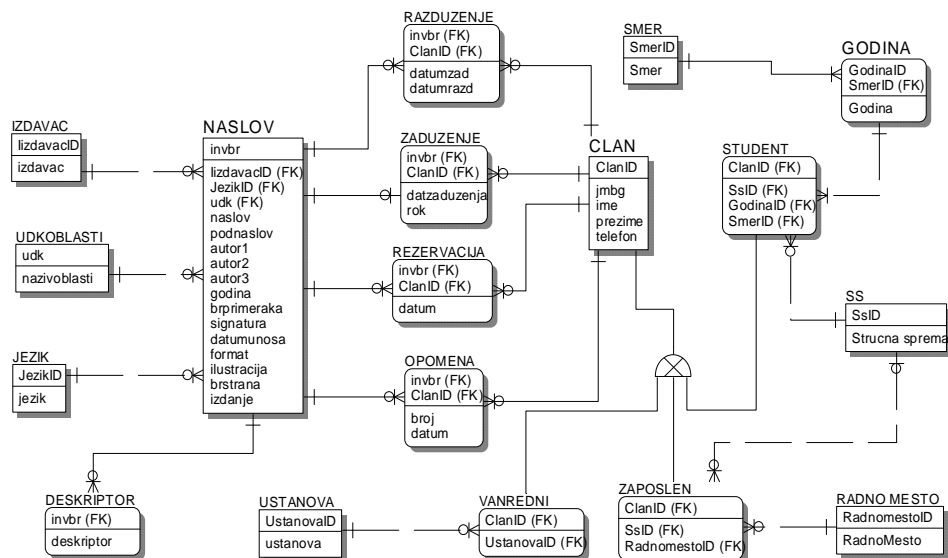 RAZDUZENJE
invbr (FK)
ClanID (FK)
datumzad
datumrazd
SMER
SmerID
Smer
GODINA
GodinaID
SmerID (FK)
Godina
IZDAVAC
IizdavacID
izdavac
NASLOV
invbr
IizdavacID (FK)
JezikID (FK)
udk (FK)
naslov
podnaslov
autor1
autor2
autor3
godina
brprimeraka
signatura
datumunosa
format
ilustracija
brstrana
izdanje
ZADUZENJE
invbr (FK)
ClanID (FK)
datzaduzenja
rok
CLAN
ClanID
jmbg
ime
prezime
telefon
STUDENT
ClanID (FK)
SsID (FK)
GodinaID (FK)
SmerID (FK)
UDKOBLASTI
udk
nazivoblasti
REZERVACIJA
invbr (FK)
ClanID (FK)
datum
SS
SsID
Strucna sprema
JEZIK
JezikID
jezik
OPOMENA
invbr (FK)
ClanID (FK)
broj
datum
DESKRIPTOR
invbr (FK)
deskriptor
USTANOVA
UstanovaID
ustanova
VANREDNI
ClanID (FK)
UstanovaID (FK)
ZAPOSLEN
ClanID (FK)
SsID (FK)
RadnomestoID (FK)
RADNO MESTO
RadnomestoID
RadnoMesto